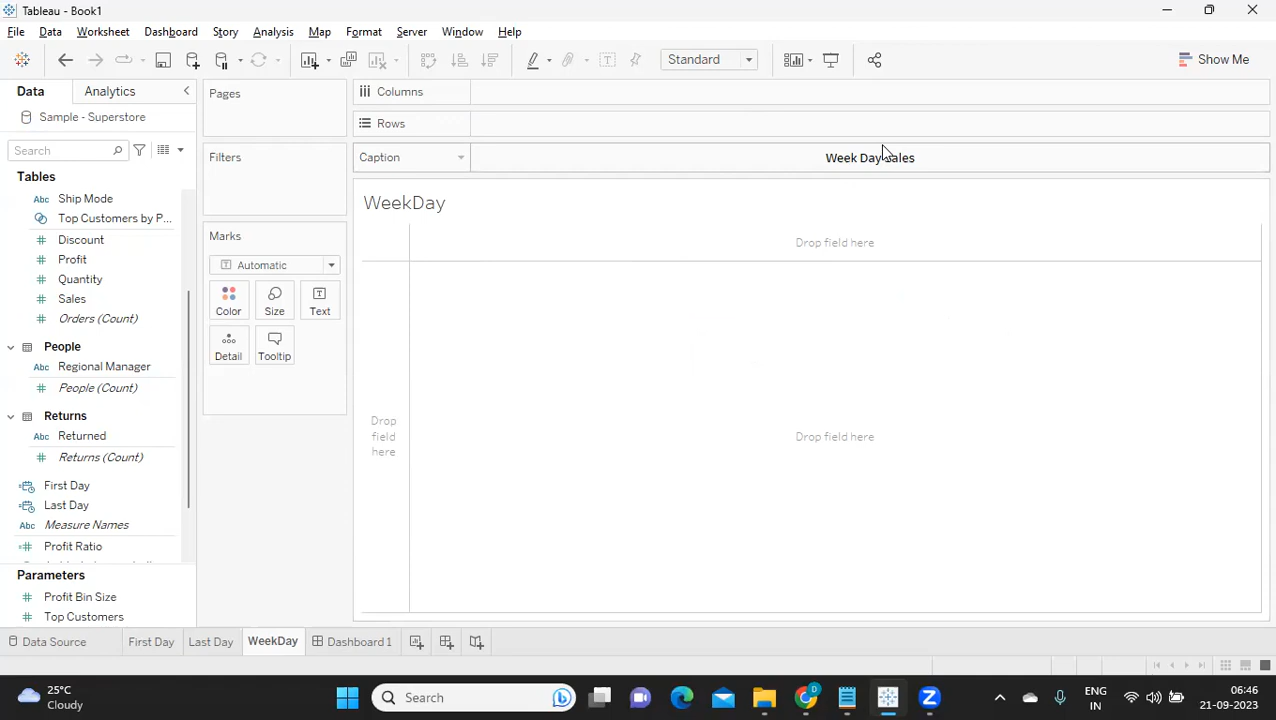 Tableau - Book1
File Data Worksheet Dashboard Story Analysis Map Format Server Window Help
Standard
Show Me
Data Analytics
Sample - Superstore
Search
Tables
Abc Ship Mode
Top Customers by P...
Discount
Profit
Quantity
Sales
Orders (Count)
People
Abc Regional Manager
People (Count)
Returns
Abc Returned
Returns (Count)
First Day
Last Day
Abc Measure Names
Profit Ratio
Parameters
Profit Bin Size
Top Customers
Pages
Filters
Marks
Automatic
Color Size Text
Detail Tooltip
Columns
Rows
Caption
Week Day Sales
WeekDay
Drop field here
Drop
field
here
Drop field here
Data Source First Day Last Day WeekDay Dashboard 1
25°C
Cloudy
Search
ENG
IN
06:46
21-09-2023